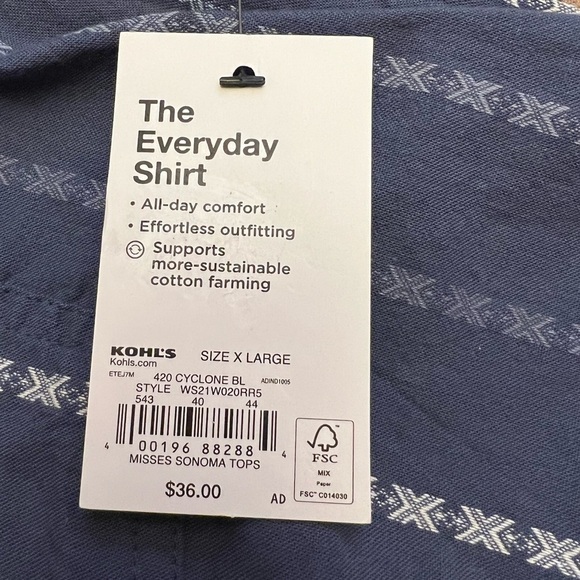 The
Everyday
Shirt
• All-day comfort
• Effortless outfitting
Supports
more-sustainable
cotton farming
KOHL'S SIZE X LARGE
Kohls.com
ETEJ7M 420 CYCLONE BL ADIND1005
STYLE WS21W020RR5
543 40 44
4 00196 88288 4
MISSES SONOMA TOPS
$36.00
AD
FSC
MIX
Paper
FSC™ C014030